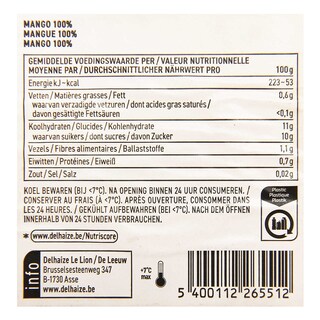 MANGO 100%
MANGUE 100%
MANGO 100%
GEMIDDELDE VOEDINGSWAARDE PER / VALEUR NUTRITIONNELLE
MOYENNE PAR / DURCHSCHNITTLICHER NÄHRWERT PRO 100g
Energie kJ-kcal 223-53
Vetten / Matières grasses / Fett 0,6g
waarvan verzadigde vetzuren / dont acides gras saturés /
davon gesättigte Fettsäuren <0,1g
Koolhydraten / Glucides / Kohlenhydrate 11g
waarvan suikers / dont sucres / davon Zucker 10g
Vezels / Fibres alimentaires / Ballaststoffe 1,1g
Eiwitten / Protéines / Eiweiß 0,7g
Zout / Sel / Salz 0,02g
KOEL BEWAREN (BIJ <7°C). NA OPENING BINNEN 24 UUR CONSUMEREN. /
CONSERVER AU FRAIS (À <7°C). APRÈS OUVERTURE, CONSOMMER DANS
LES 24 HEURES. / GEKÜHLT AUFBEWAHREN (BEI <7°C). NACH DEM ÖFFNEN
INNERHALB VON 24 STUNDEN VERBRAUCHEN.
Plastic
Plastique
Plastik
www.delhaize.be/Nutriscore
info
Delhaize Le Lion / De Leeuw
Brusselsesteenweg 347
B-1730 Asse
www.delhaize.be
+7°C
max
5 400112 265512